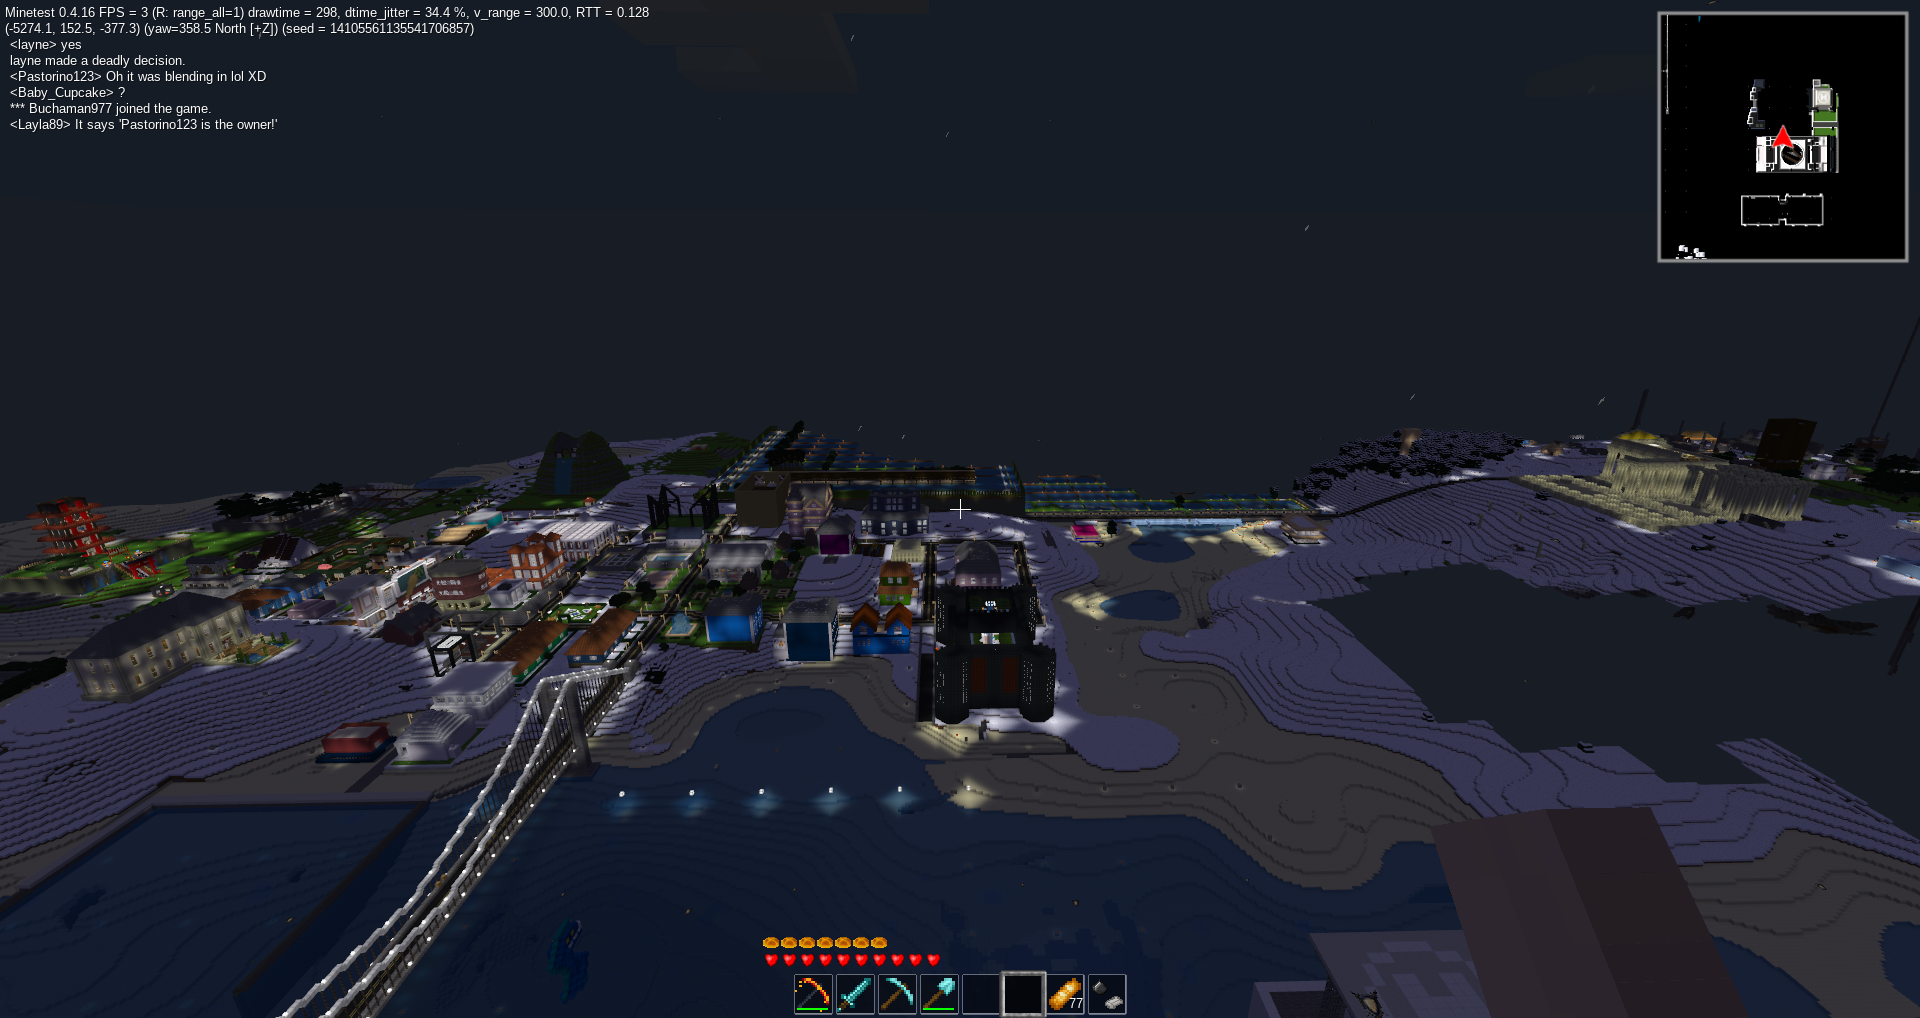 Minetest 0.4.16 FPS = 3 (R: range_all=1) drawtime = 298, dtime_jitter = 34.4 %, v_range = 300.0, RTT = 0.128
(-5274.1, 152.5, -377.3) (yaw=358.5 North [+Z]) (seed = 14105561135541706857)
<layne> yes
layne made a deadly decision.
<Pastorino123> Oh it was blending in lol XD
<Baby_Cupcake> ?
*** Buchaman977 joined the game.
<Layla89> It says 'Pastorino123 is the owner!'
77